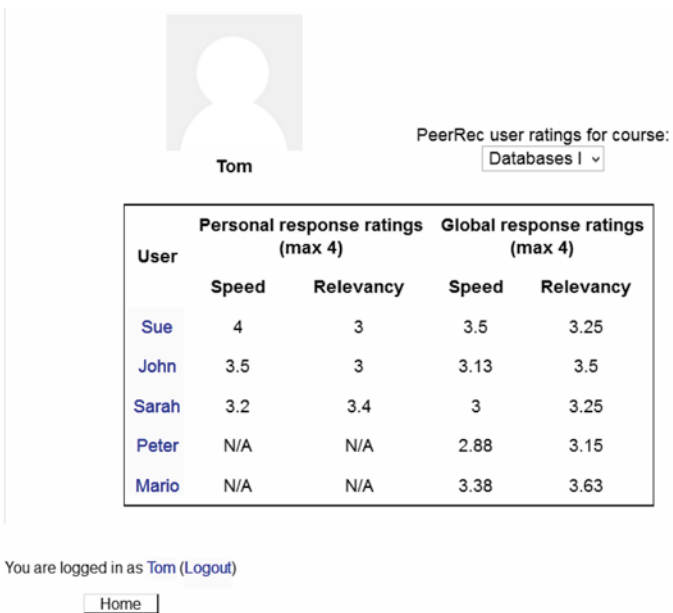 PeerRec user ratings for course:
Databases I
Tom
User Personal response ratings (max 4) Global response ratings (max 4)
Speed Relevancy Speed Relevancy
Sue 4 3 3.5 3.25
John 3.5 3 3.13 3.5
Sarah 3.2 3.4 3 3.25
Peter N/A N/A 2.88 3.15
Mario N/A N/A 3.38 3.63
You are logged in as Tom (Logout)
Home